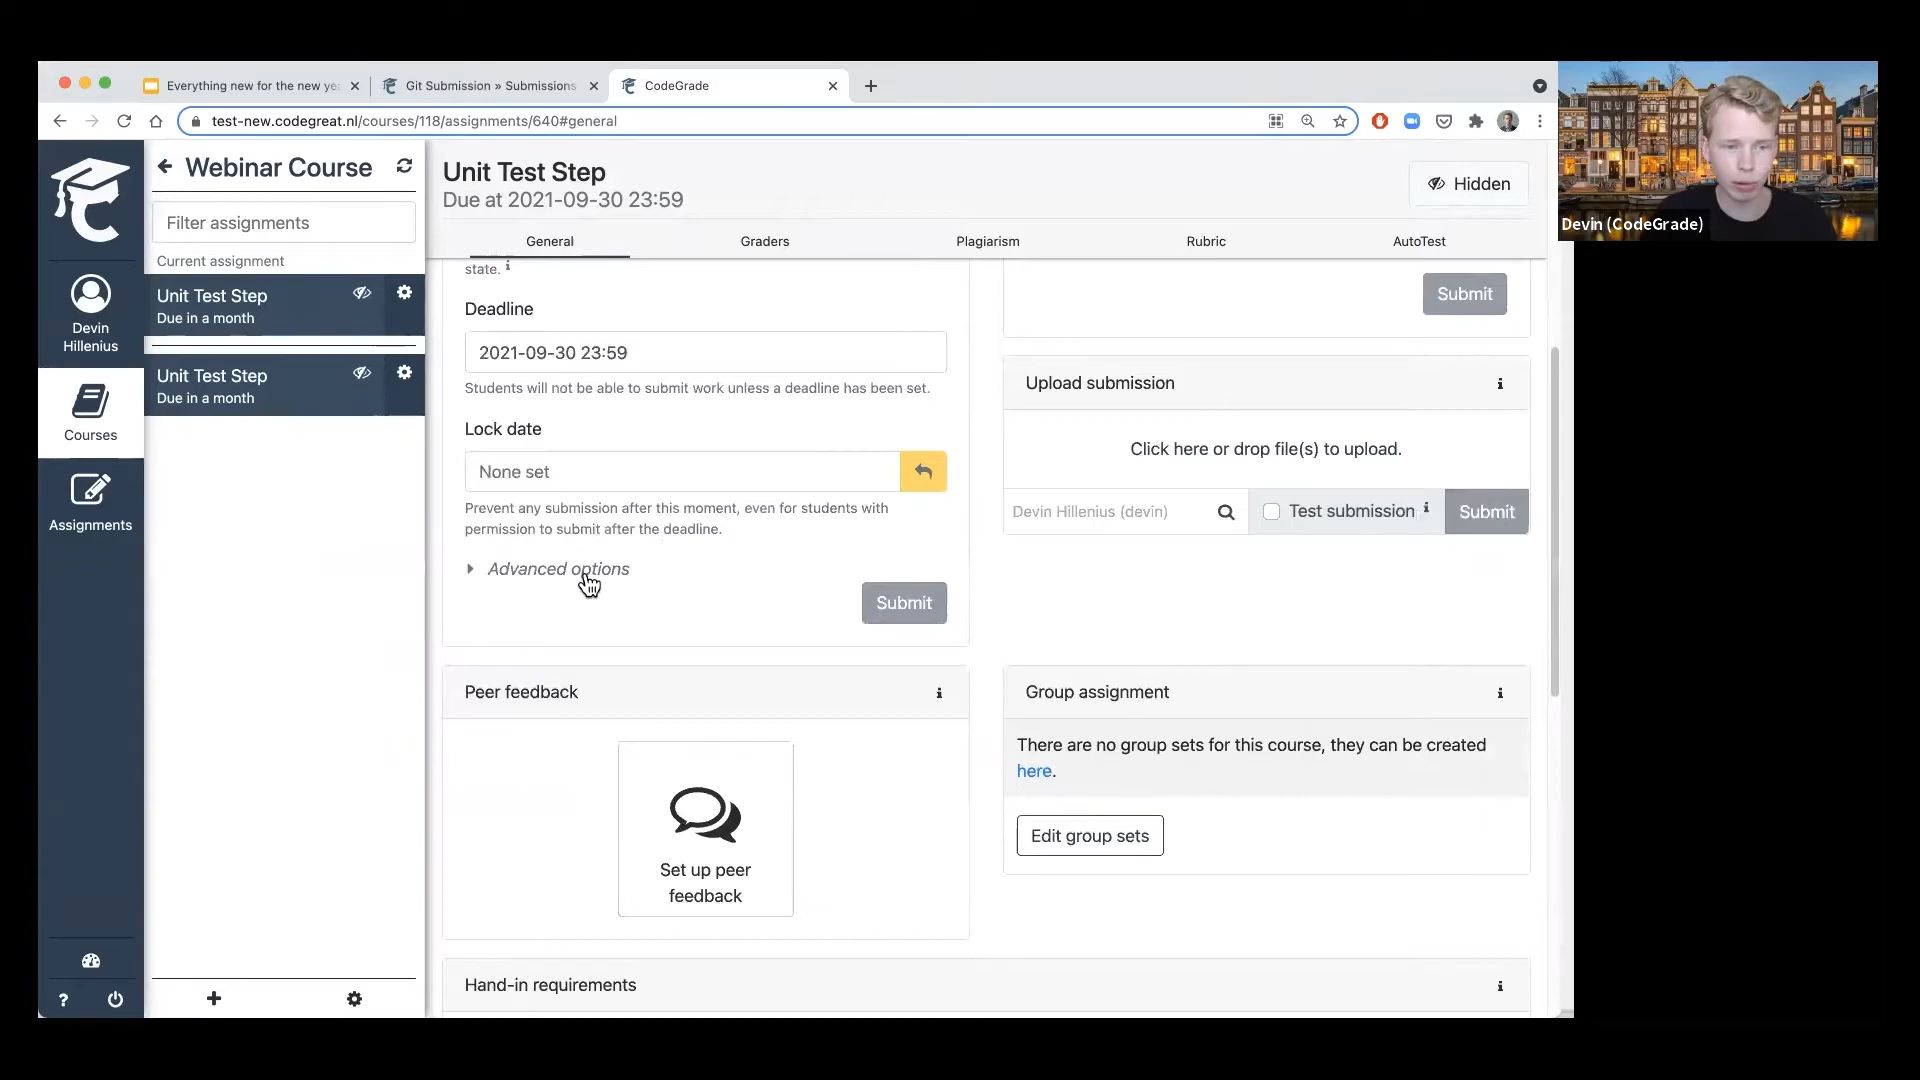 Everything new for the new ye
Git Submission » Submissions
CodeGrade
test-new.codegreat.nl/courses/118/assignments/640#general
Devin (CodeGrade)
Devin
Hillenius
Courses
Assignments
?
Webinar Course
Filter assignments
Current assignment
Unit Test Step
Due in a month
Unit Test Step
Due in a month
Unit Test Step
Due at 2021-09-30 23:59
Hidden
General
Graders
Plagiarism
Rubric
AutoTest
state. i
Deadline
2021-09-30 23:59
Students will not be able to submit work unless a deadline has been set.
Lock date
None set
Prevent any submission after this moment, even for students with
permission to submit after the deadline.
Advanced options
Submit
Submit
Upload submission
i
Click here or drop file(s) to upload.
Devin Hillenius (devin)
Test submission i
Submit
Peer feedback
i
Set up peer
feedback
Group assignment
i
There are no group sets for this course, they can be created
here.
Edit group sets
Hand-in requirements
i